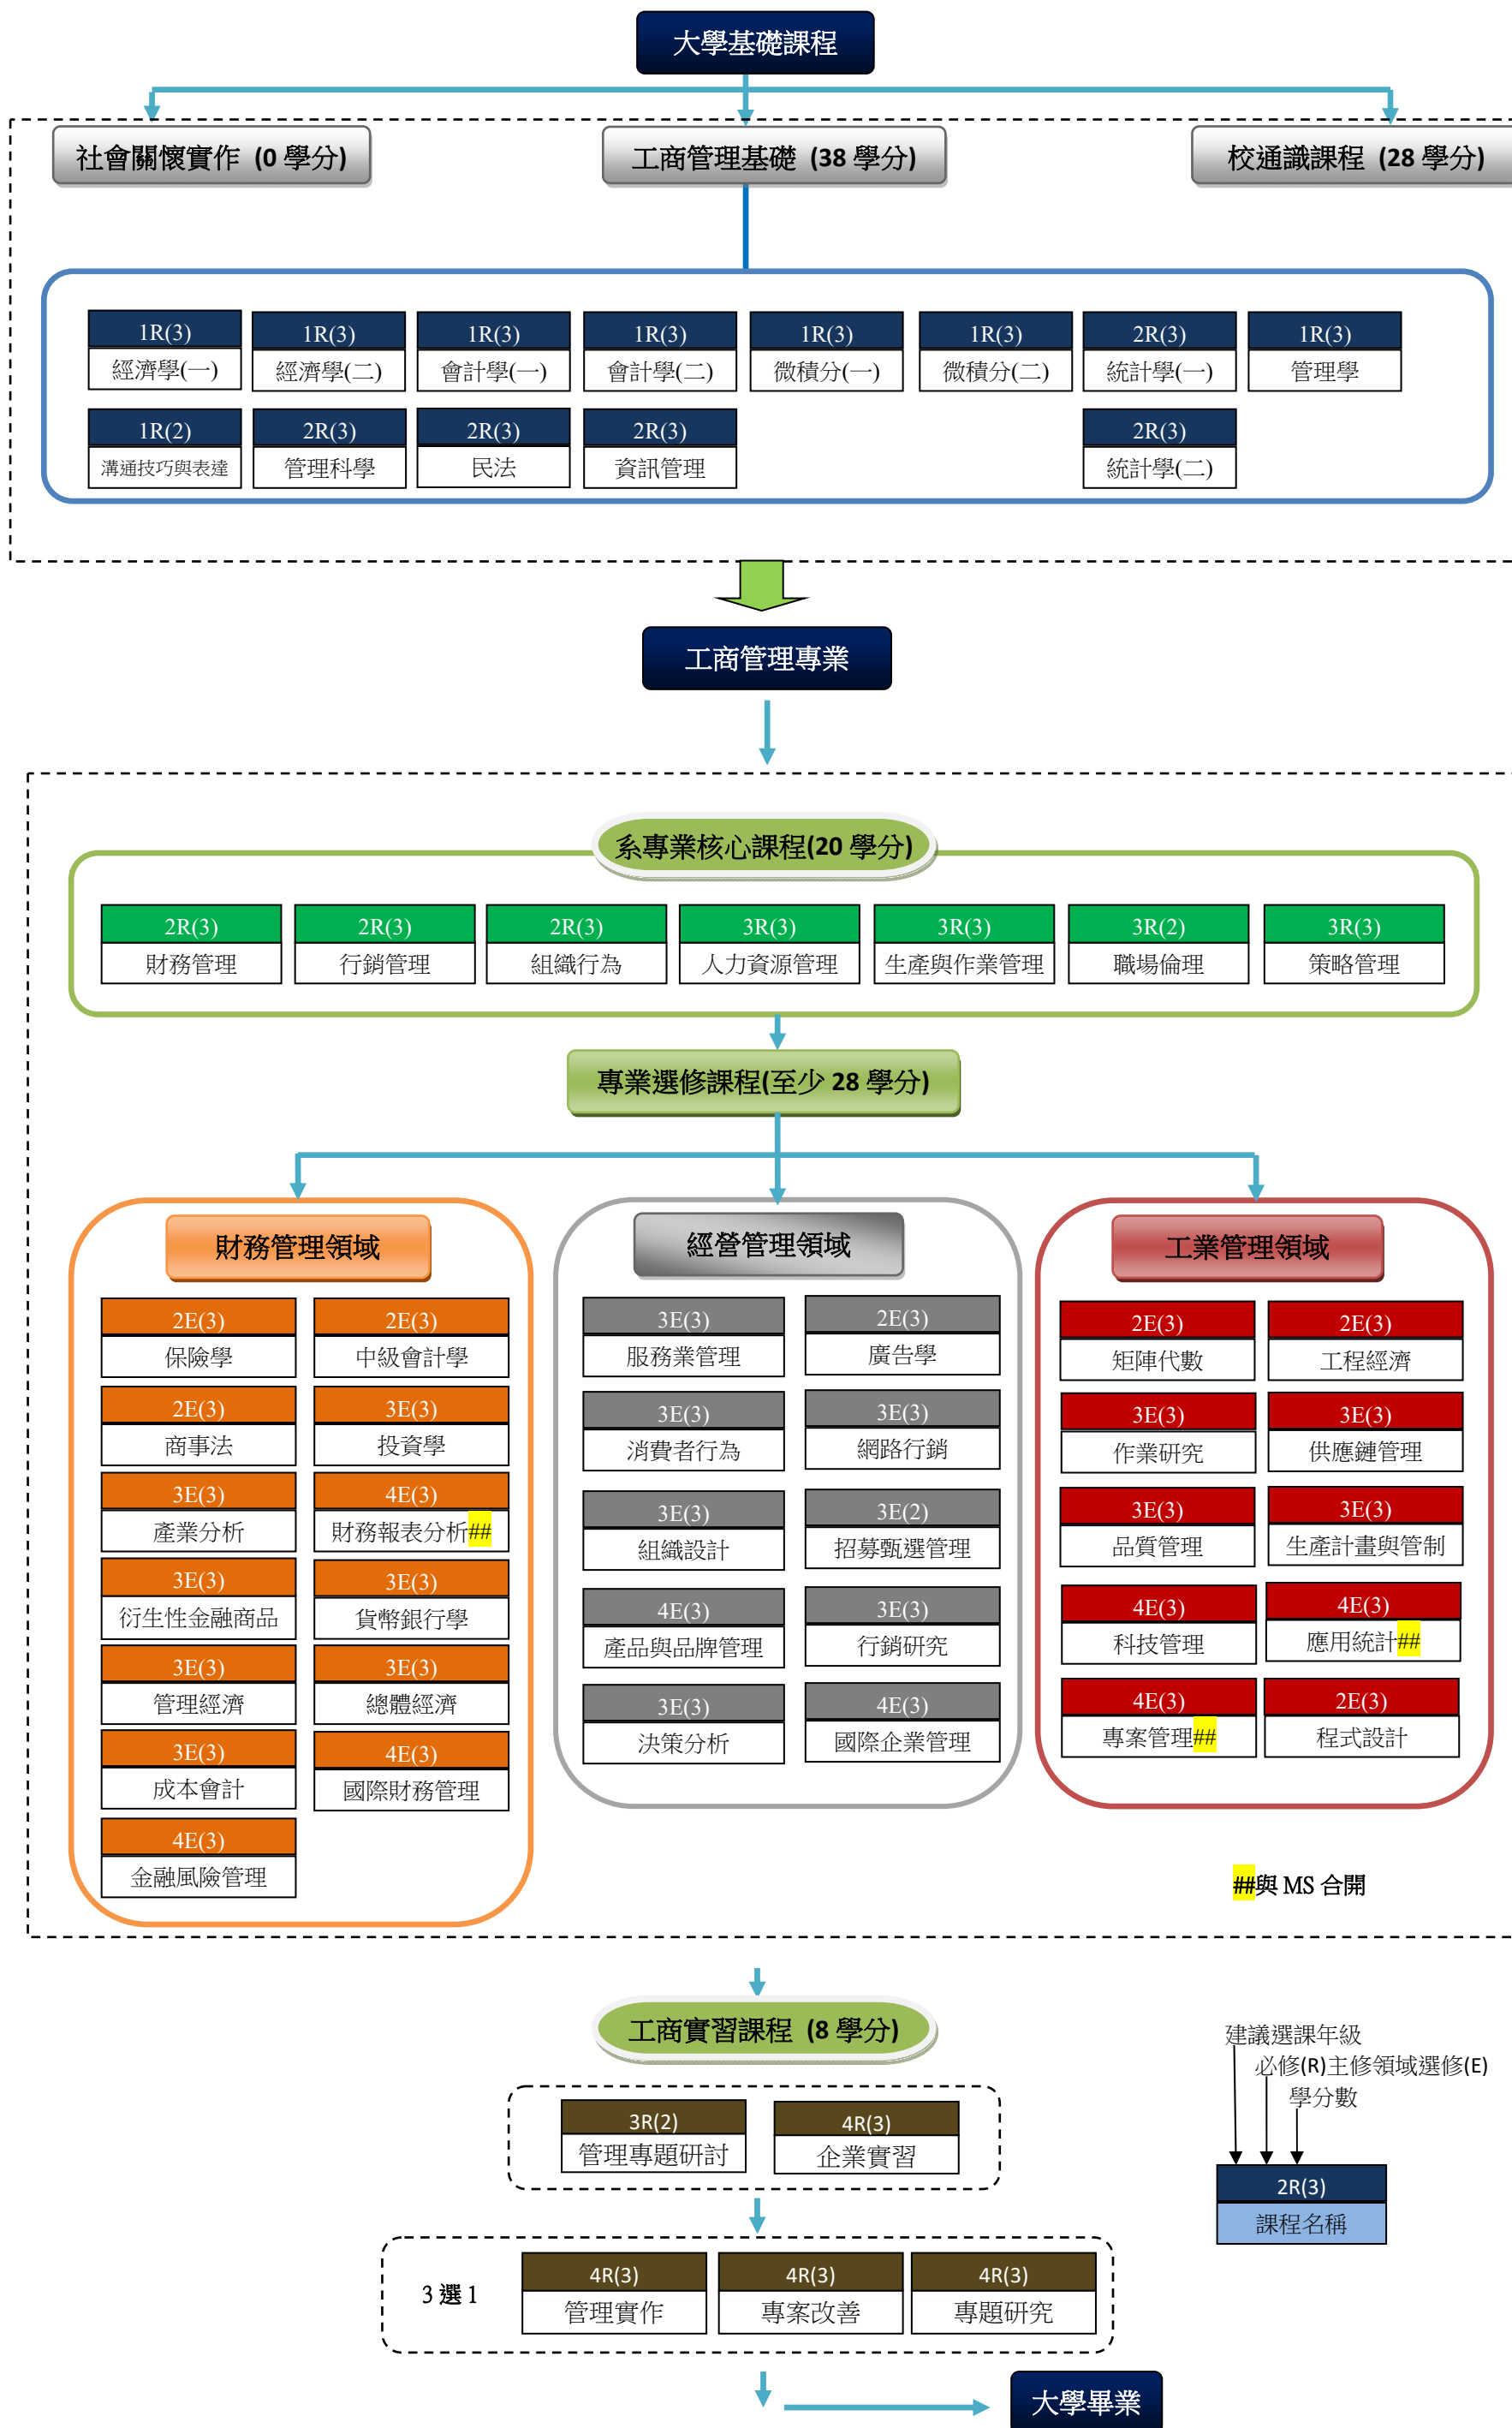 大學基礎課程
社會關懷實作 (0 學分)
工商管理基礎 (38 學分)
校通識課程 (28 學分)
1R(3)
經濟學(一)
1R(3)
經濟學(二)
1R(3)
會計學(一)
1R(3)
會計學(二)
1R(3)
微積分(一)
1R(3)
微積分(二)
2R(3)
統計學(一)
1R(3)
管理學
1R(2)
溝通技巧與表達
2R(3)
管理科學
2R(3)
民法
2R(3)
資訊管理
2R(3)
統計學(二)
工商管理專業
系專業核心課程(20 學分)
2R(3)
財務管理
2R(3)
行銷管理
2R(3)
組織行為
3R(3)
人力資源管理
3R(3)
生產與作業管理
3R(2)
職場倫理
3R(3)
策略管理
專業選修課程(至少 28 學分)
財務管理領域
2E(3)
保險學
2E(3)
中級會計學
2E(3)
商事法
3E(3)
投資學
3E(3)
產業分析
4E(3)
財務報表分析##
3E(3)
衍生性金融商品
3E(3)
貨幣銀行學
3E(3)
管理經濟
3E(3)
總體經濟
3E(3)
成本會計
4E(3)
國際財務管理
4E(3)
金融風險管理
經營管理領域
3E(3)
服務業管理
2E(3)
廣告學
3E(3)
消費者行為
3E(3)
網路行銷
3E(3)
組織設計
3E(2)
招募甄選管理
4E(3)
產品與品牌管理
3E(3)
行銷研究
3E(3)
決策分析
4E(3)
國際企業管理
工業管理領域
2E(3)
矩陣代數
2E(3)
工程經濟
3E(3)
作業研究
3E(3)
供應鏈管理
3E(3)
品質管理
3E(3)
生產計畫與管制
4E(3)
科技管理
4E(3)
應用統計##
4E(3)
專案管理##
2E(3)
程式設計
##與 MS 合開
工商實習課程 (8 學分)
3R(2)
管理專題研討
4R(3)
企業實習
3 選 1
4R(3)
管理實作
4R(3)
專案改善
4R(3)
專題研究
建議選課年級
必修(R)主修領域選修(E)
學分數
2R(3)
課程名稱
大學畢業